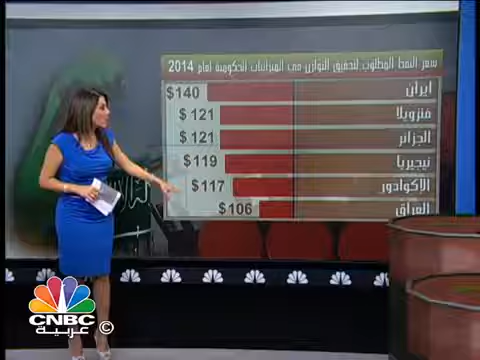 سعر النفط المطلوب لتحقيق التوازن في الميزانيات الحكومية لعام 2014
ايران $140
فنزويلا $121
الجزائر $121
نيجيريا $119
الاكوادور $117
العراق $106
CNBC
عربية ©